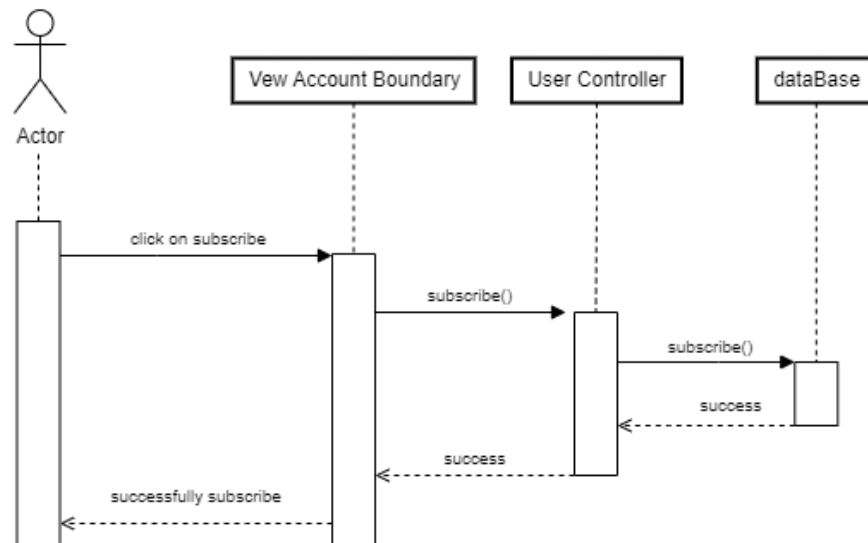 Vew Account Boundary
User Controller
dataBase
Actor
click on subscribe
subscribe()
subscribe()
success
success
successfully subscribe